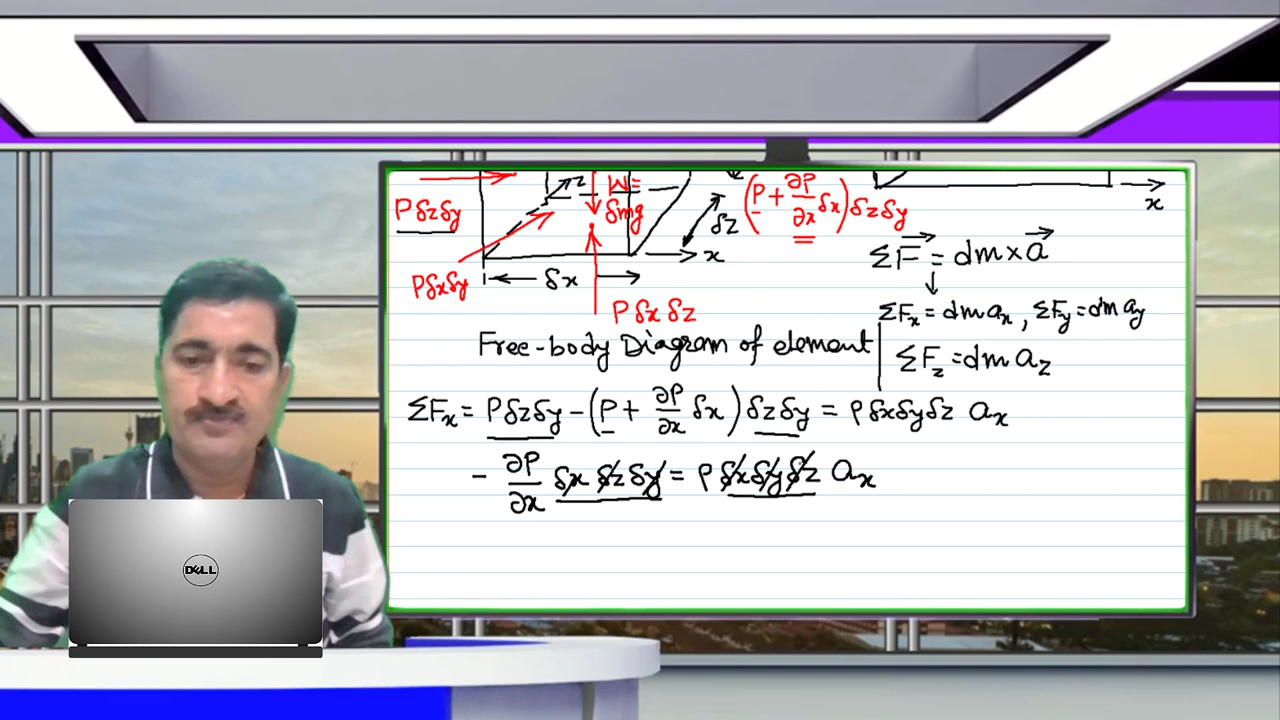 z
W=
δmg
(P + ∂P/∂x δx) δzδy
x
Pδzδy
δz
x
ΣF⃗ = dm × a⃗
Pδxδy
δx
Pδxδz
ΣFx = dm ax , ΣFy = dm ay
Free-body Diagram of element
ΣFz = dm az
ΣFx = Pδzδy − (P + ∂P/∂x δx) δzδy = ρδxδyδz ax
− ∂P/∂x δxδzδy = ρδxδyδz ax
DELL